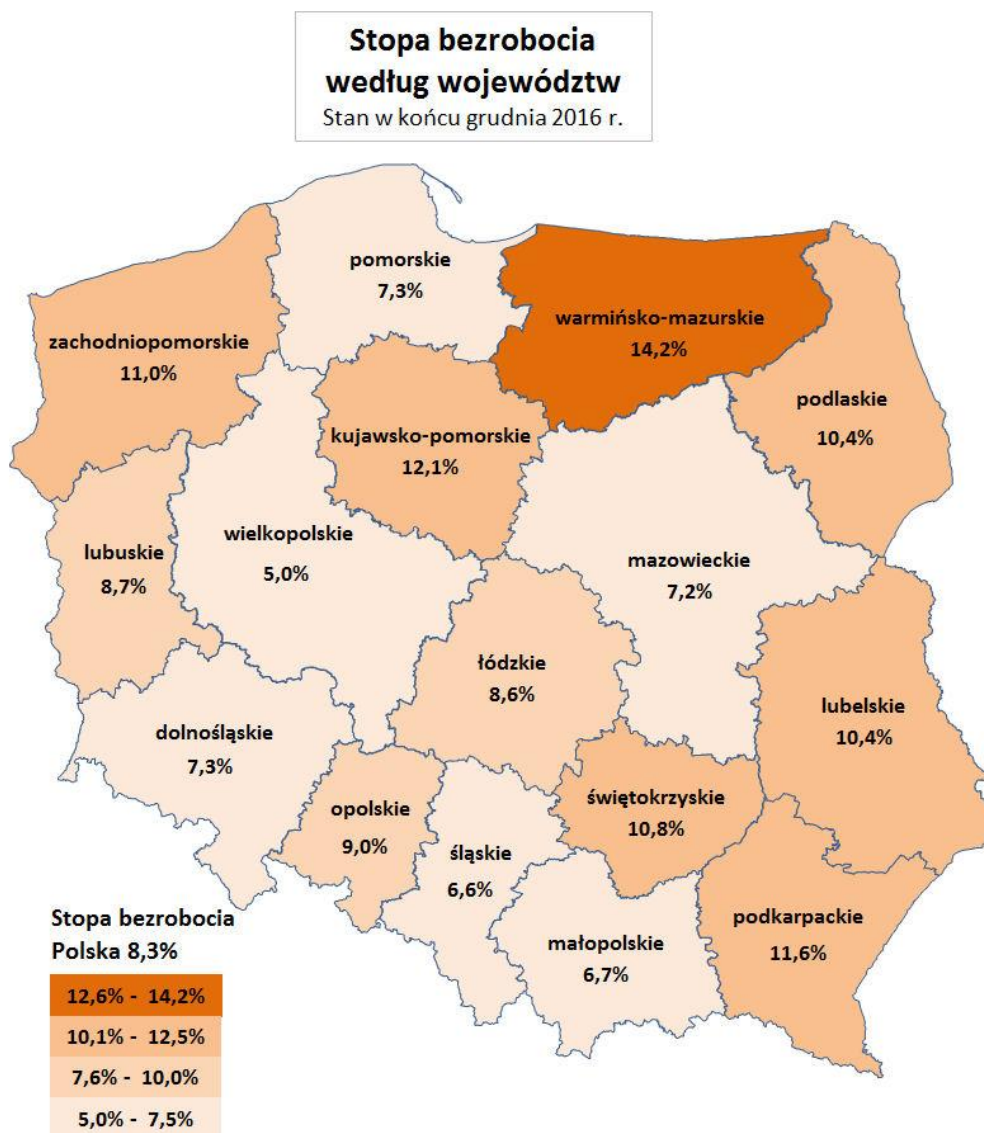 Stopa bezrobocia
według województw
Stan w końcu grudnia 2016 r.
pomorskie
7,3%
warmińsko-mazurskie
14,2%
zachodniopomorskie
11,0%
podlaskie
10,4%
kujawsko-pomorskie
12,1%
wielkopolskie
5,0%
lubuskie
8,7%
mazowieckie
7,2%
łódzkie
8,6%
lubelskie
10,4%
dolnośląskie
7,3%
opolskie
9,0%
śląskie
6,6%
świętokrzyskie
10,8%
małopolskie
6,7%
podkarpackie
11,6%
Stopa bezrobocia
Polska 8,3%
12,6% - 14,2%
10,1% - 12,5%
7,6% - 10,0%
5,0% - 7,5%